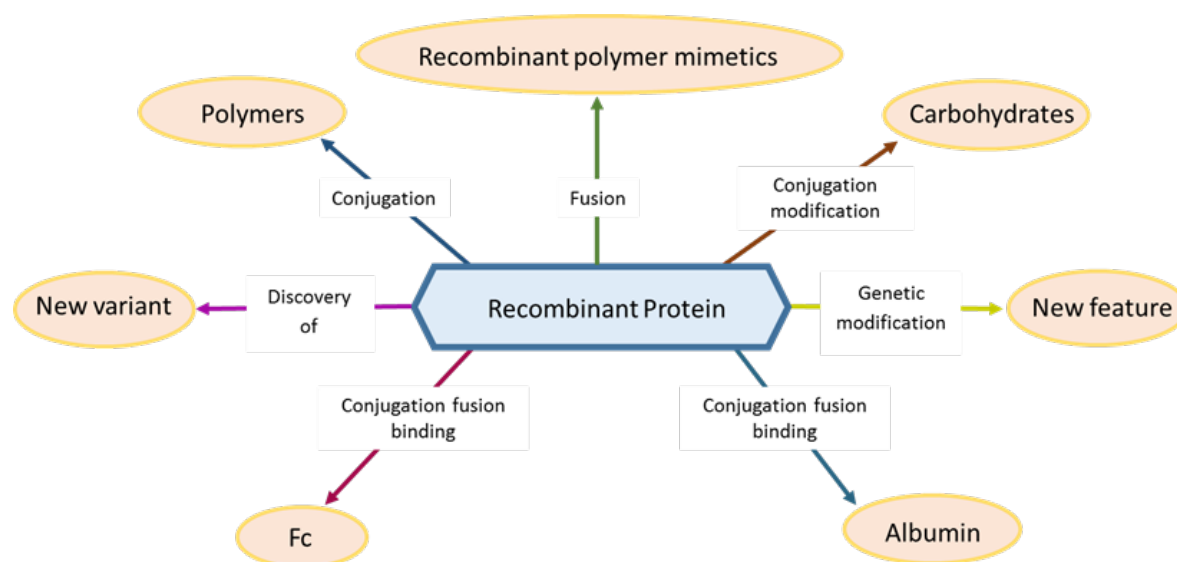 Recombinant polymer mimetics
Polymers
Carbohydrates
Conjugation
Fusion
Conjugation
modification
New variant
Discovery
of
Recombinant Protein
Genetic
modification
New feature
Conjugation fusion
binding
Conjugation fusion
binding
Fc
Albumin